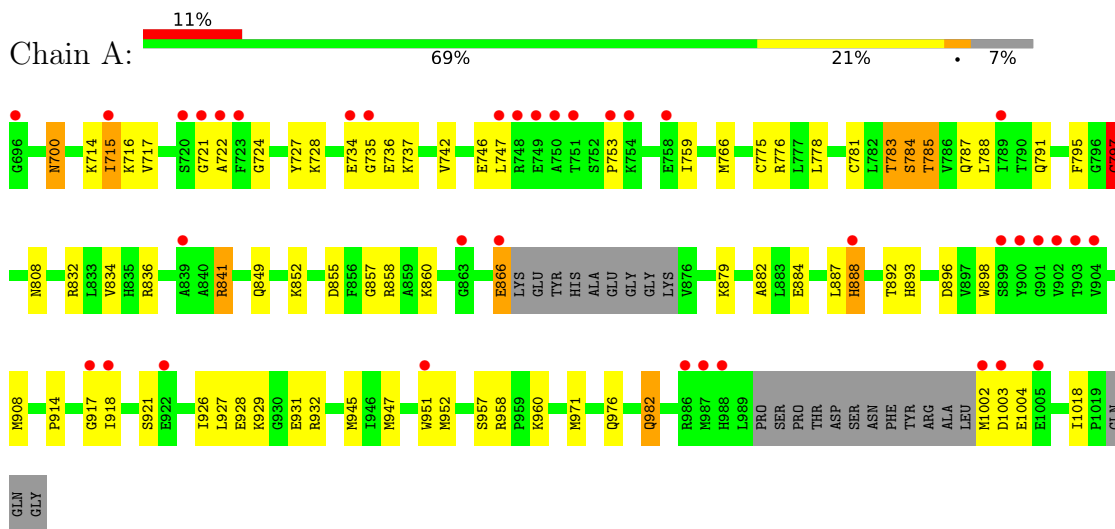 11%
Chain A:
69% 21% • 7%
G696 N700 K714 I715 K716 V717 S720 G721 A722 F723 G724 Y727 K728 E734 G735 E736 K737 V742 E746 L747 R748 E749 A750 T751 S752 P753 K754 E758 I759 M766 C775 R776 L777 L778 C781 L782 T783 S784 T785 V786 Q787 L788 I789 T790 Q791 F795 G796 C797
N808 R832 L833 V834 H835 R836 A839 A840 R841 Q849 K852 D855 F856 G857 R858 A859 K860 G863 E866 LYS GLU TYR HIS ALA GLU GLY GLY LYS V876 K879 A882 L883 E884 L887 H888 T892 H893 D896 V897 W898 S899 Y900 G901 V902 T903 V904
M908 P914 G917 I918 S921 E922 I926 L927 E928 K929 G930 E931 R932 M945 I946 M947 W951 M952 S957 R958 P959 K960 M971 Q976 Q982 R986 M987 H988 L989 PRO SER PRO THR ASP SER ASN PHE TYR ARG ALA LEU M1002 D1003 E1004 E1005 I1018 P1019 GLN
GLN GLY